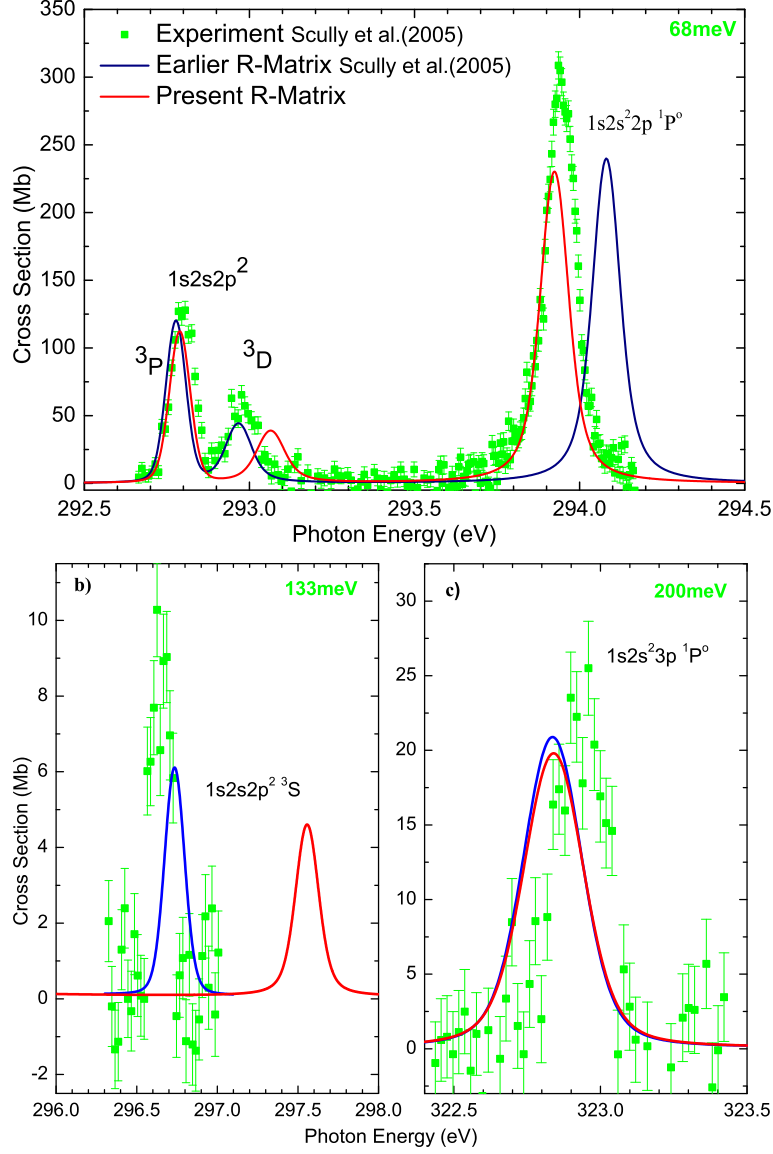 Experiment Scully et al.(2005)
Earlier R-Matrix Scully et al.(2005)
Present R-Matrix
68meV
1s2s²2p ¹Pᵒ
1s2s2p²
³P
³D
350
300
250
200
150
100
50
0
Cross Section (Mb)
292.5 293.0 293.5 294.0 294.5
Photon Energy (eV)
b)
133meV
1s2s2p² ³S
10
8
6
4
2
0
-2
Cross Section (Mb)
296.0 296.5 297.0 297.5 298.0
c)
200meV
1s2s²3p ¹Pᵒ
30
25
20
15
10
5
0
322.5 323.0 323.5
Photon Energy (eV)